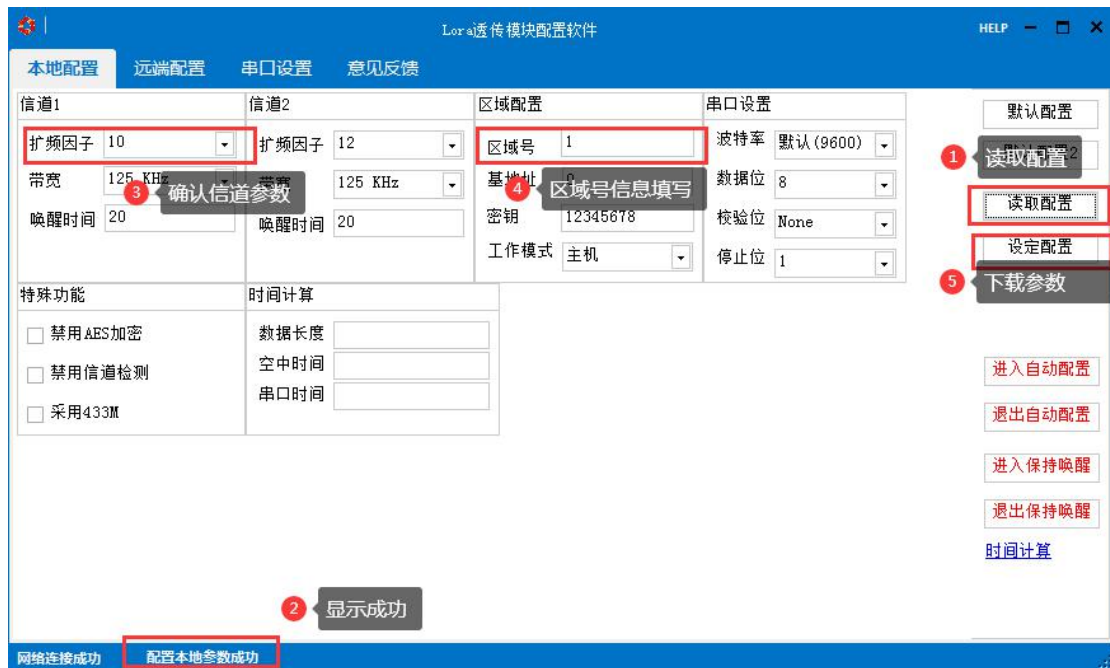 Lora透传模块配置软件
HELP
本地配置 远端配置 串口设置 意见反馈
信道1 信道2 区域配置 串口设置
扩频因子 10 扩频因子 12 区域号 1 波特率 默认(9600)
带宽 125 KHz 125 KHz 数据位 8
唤醒时间 20 唤醒时间 20 密钥 12345678 校验位 None
工作模式 主机 停止位 1
3 确认信道参数
4 区域号信息填写
默认配置
1 读取配置
读取配置
设定配置
5 下载参数
特殊功能 时间计算
禁用AES加密 数据长度
禁用信道检测 空中时间
采用433M 串口时间
进入自动配置
退出自动配置
进入保持唤醒
退出保持唤醒
时间计算
2 显示成功
网络连接成功 配置本地参数成功